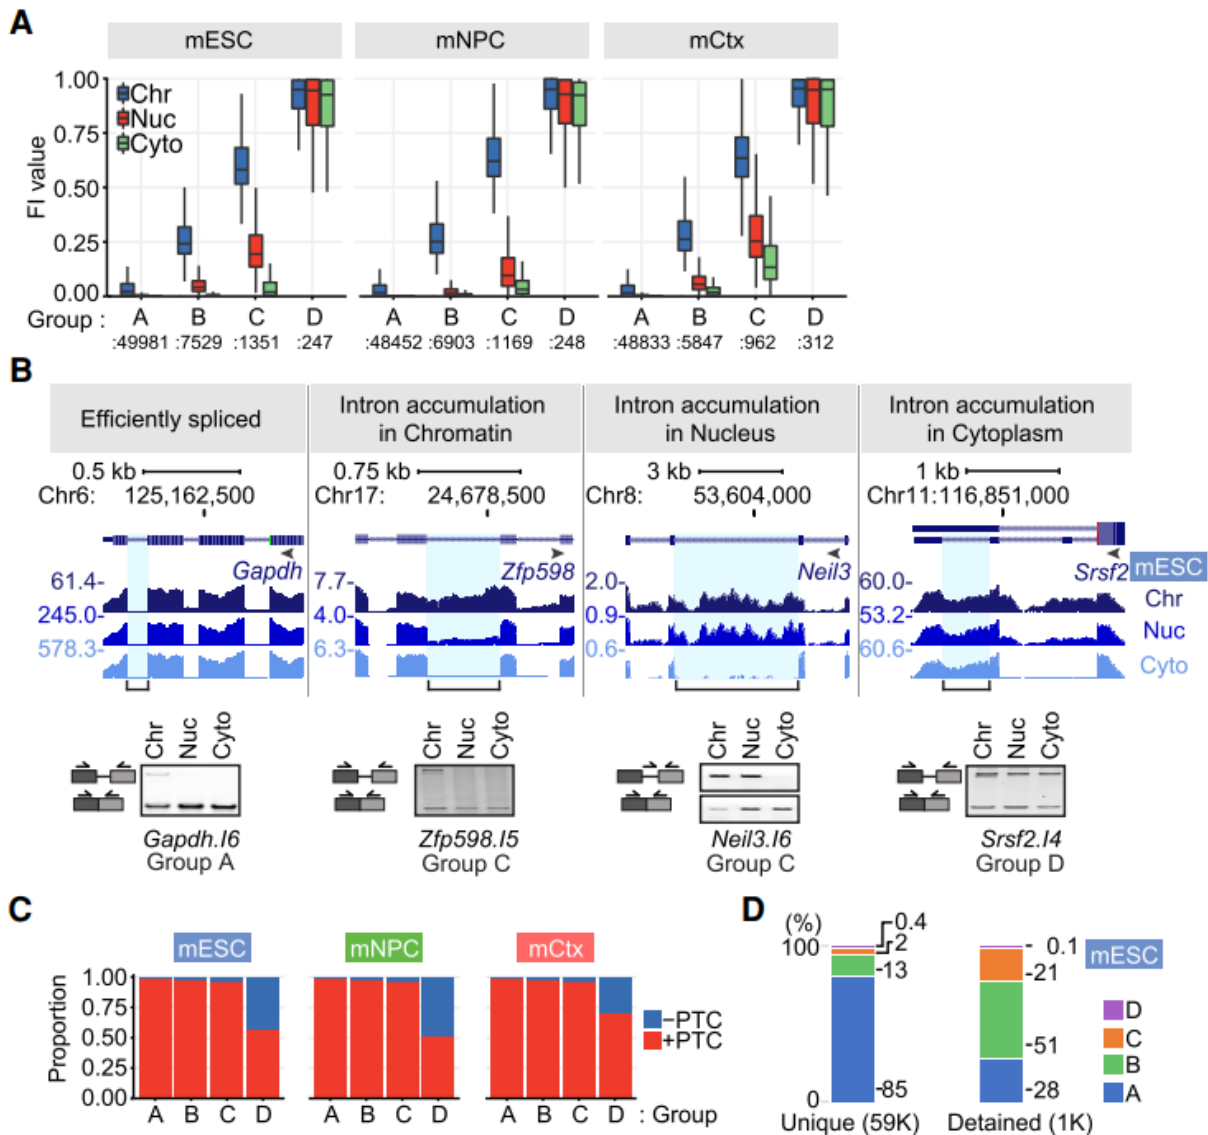 A
mESC
mNPC
mCtx
FI value
1.00
0.75
0.50
0.25
0.00
Chr
Nuc
Cyto
Group : A B C D A B C D A B C D
:49981 :7529 :1351 :247 :48452 :6903 :1169 :248 :48833 :5847 :962 :312
B
Efficiently spliced
Intron accumulation
in Chromatin
Intron accumulation
in Nucleus
Intron accumulation
in Cytoplasm
0.5 kb
Chr6: 125,162,500
Gapdh
61.4-
245.0-
578.3-
0.75 kb
Chr17: 24,678,500
Zfp598
7.7-
4.0-
6.3-
3 kb
Chr8: 53,604,000
Neil3
2.0-
0.9-
0.6-
1 kb
Chr11:116,851,000
Srsf2
60.0-
53.2-
60.6-
mESC
Chr
Nuc
Cyto
Chr Nuc Cyto
Gapdh.I6
Group A
Chr Nuc Cyto
Zfp598.I5
Group C
Chr Nuc Cyto
Neil3.I6
Group C
Chr Nuc Cyto
Srsf2.I4
Group D
C
mESC
mNPC
mCtx
Proportion
1.00
0.75
0.50
0.25
0.00
A B C D A B C D A B C D : Group
-PTC
+PTC
D
(%)
100
0
0.4
2
-13
-85
Unique (59K)
- 0.1
-21
-51
-28
Detained (1K)
mESC
D
C
B
A